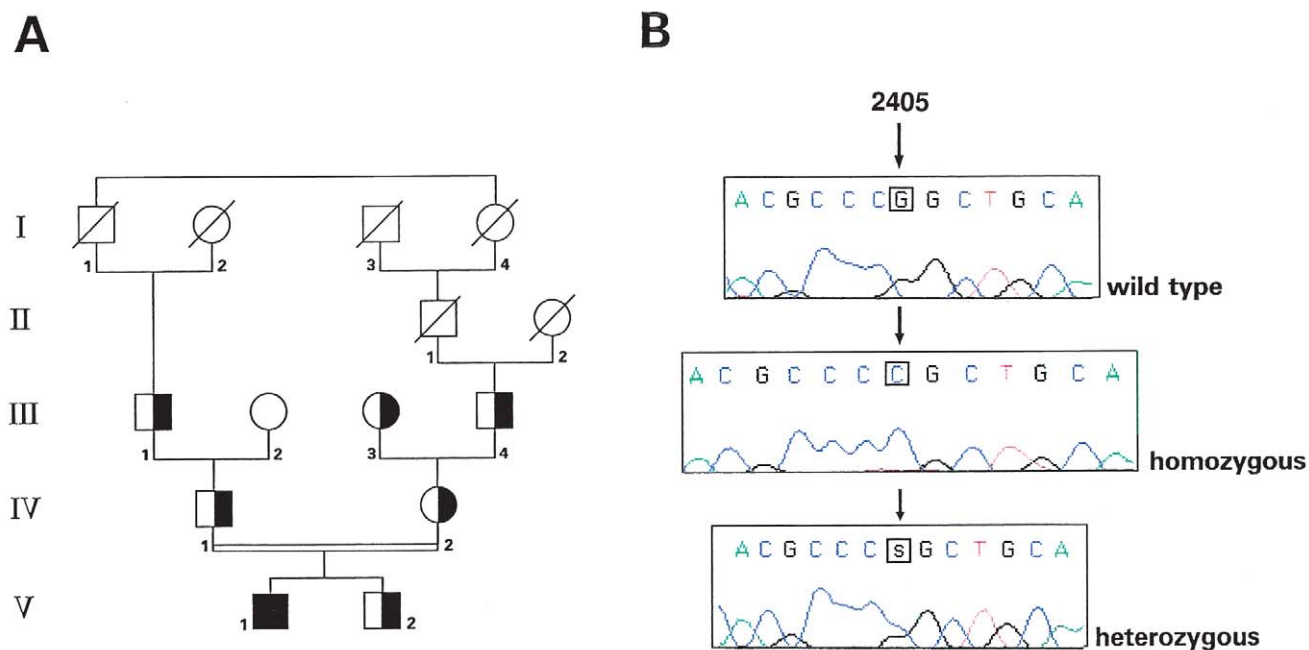 A
I
1 2 3 4
II
1 2
III
1 2 3 4
IV
1 2
V
1 2
B
2405
A C G C C C G G C T G C A
wild type
A C G C C C C G C T G C A
homozygous
A C G C C C S G C T G C A
heterozygous